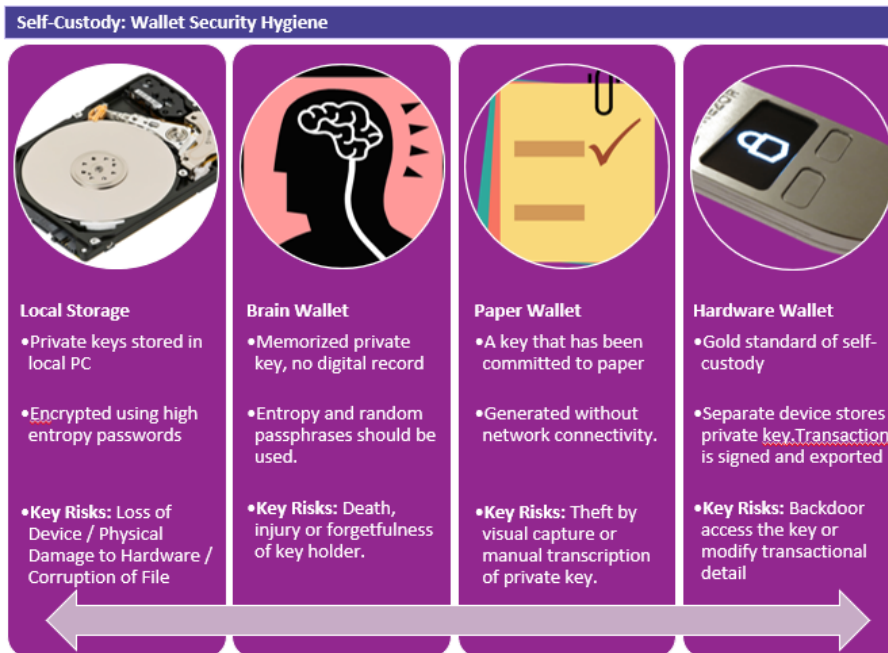 Self-Custody: Wallet Security Hygiene
Local Storage
•Private keys stored in
local PC
•Encrypted using high
entropy passwords
•Key Risks: Loss of
Device / Physical
Damage to Hardware /
Corruption of File
Brain Wallet
•Memorized private
key, no digital record
•Entropy and random
passphrases should be
used.
•Key Risks: Death,
injury or forgetfulness
of key holder.
Paper Wallet
•A key that has been
committed to paper
•Generated without
network connectivity.
•Key Risks: Theft by
visual capture or
manual transcription
of private key.
Hardware Wallet
•Gold standard of self-
custody
•Separate device stores
private key.Transaction
is signed and exported
•Key Risks: Backdoor
access the key or
modify transactional
detail